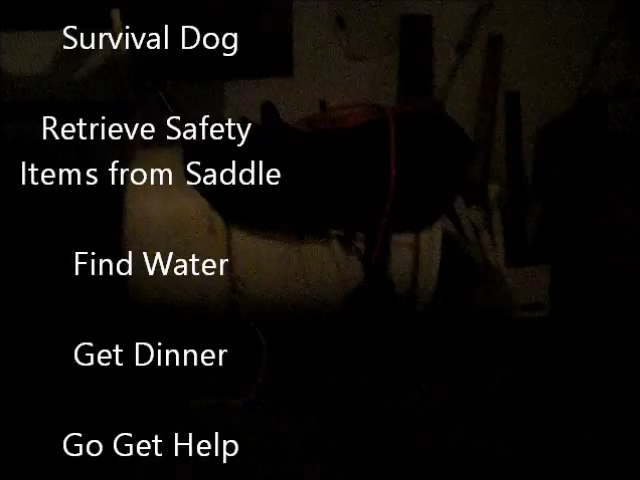 Survival Dog
Retrieve Safety
Items from Saddle
Find Water
Get Dinner
Go Get Help